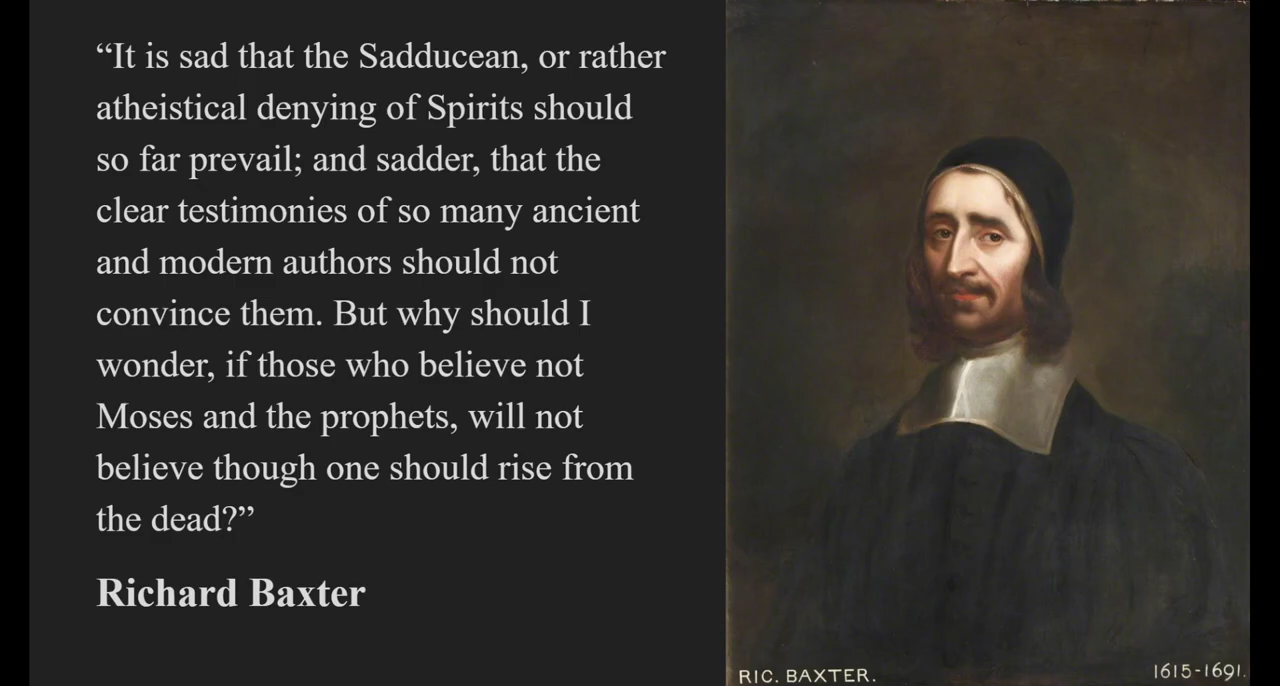 “It is sad that the Sadducean, or rather
atheistical denying of Spirits should
so far prevail; and sadder, that the
clear testimonies of so many ancient
and modern authors should not
convince them. But why should I
wonder, if those who believe not
Moses and the prophets, will not
believe though one should rise from
the dead?”
Richard Baxter
RIC. BAXTER.
1615-1691.